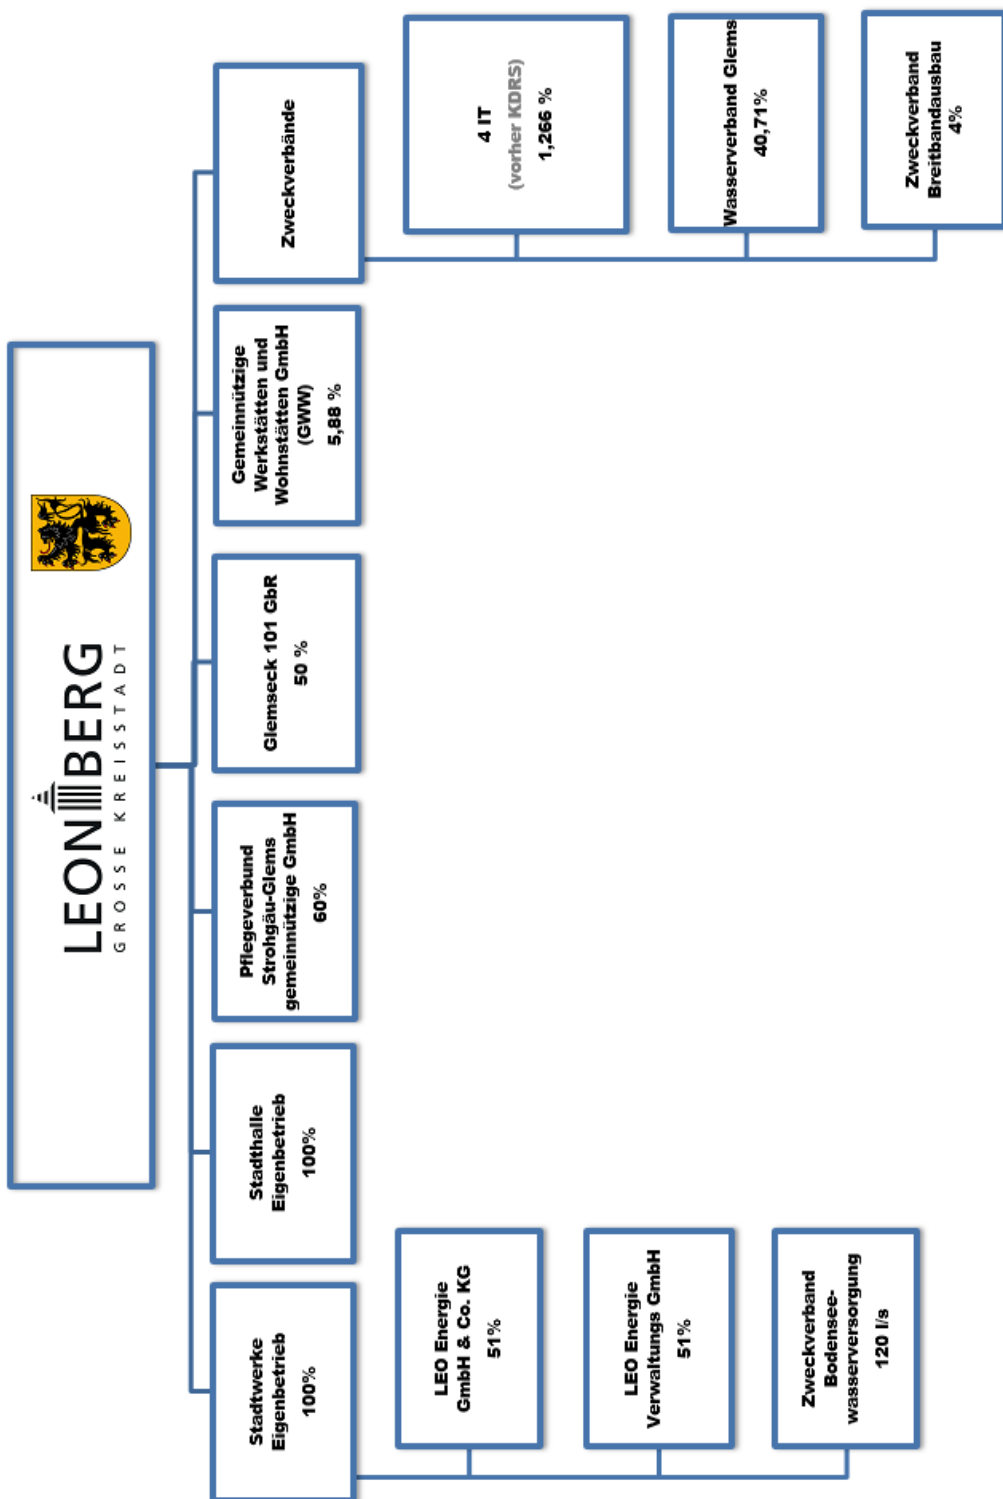 LEONBERG
GROSSE KREISSTADT
Stadtwerke
Eigenbetrieb
100%
LEO Energie
GmbH & Co. KG
51%
LEO Energie
Verwaltungs GmbH
51%
Zweckverband
Bodensee-
wasserversorgung
120 l/s
Stadthalle
Eigenbetrieb
100%
Pflegeverbund
Strohgäu-Glems
gemeinnützige GmbH
60%
Glemseck 101 GbR
50 %
Gemeinnützige
Werkstätten und
Wohnstätten GmbH
(GWW)
5,88 %
Zweckverbände
4 IT
(vorher KDRS)
1,266 %
Wasserverband Glems
40,71%
Zweckverband
Breitbandausbau
4%